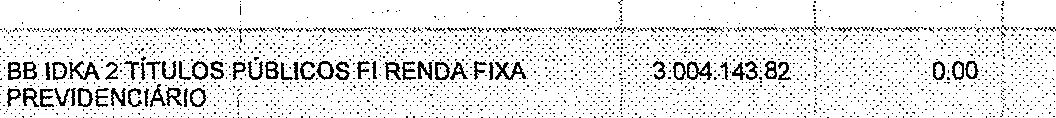 BB IDKA 2 TÍTULOS PÚBLICOS FI RENDA FIXA 3.004.143,82 0,00
PREVIDENCIÁRIO